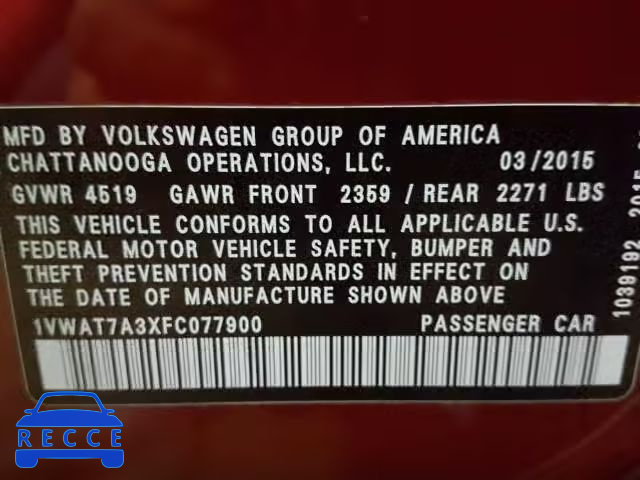 MFD BY VOLKSWAGEN GROUP OF AMERICA
CHATTANOOGA OPERATIONS, LLC. 03/2015
GVWR 4519 GAWR FRONT 2359 / REAR 2271 LBS
THIS VEHICLE CONFORMS TO ALL APPLICABLE U.S.
FEDERAL MOTOR VEHICLE SAFETY, BUMPER AND
THEFT PREVENTION STANDARDS IN EFFECT ON
THE DATE OF MANUFACTURE SHOWN ABOVE.
1VWAT7A3XFC077900 PASSENGER CAR
1039192 2015
RECCE